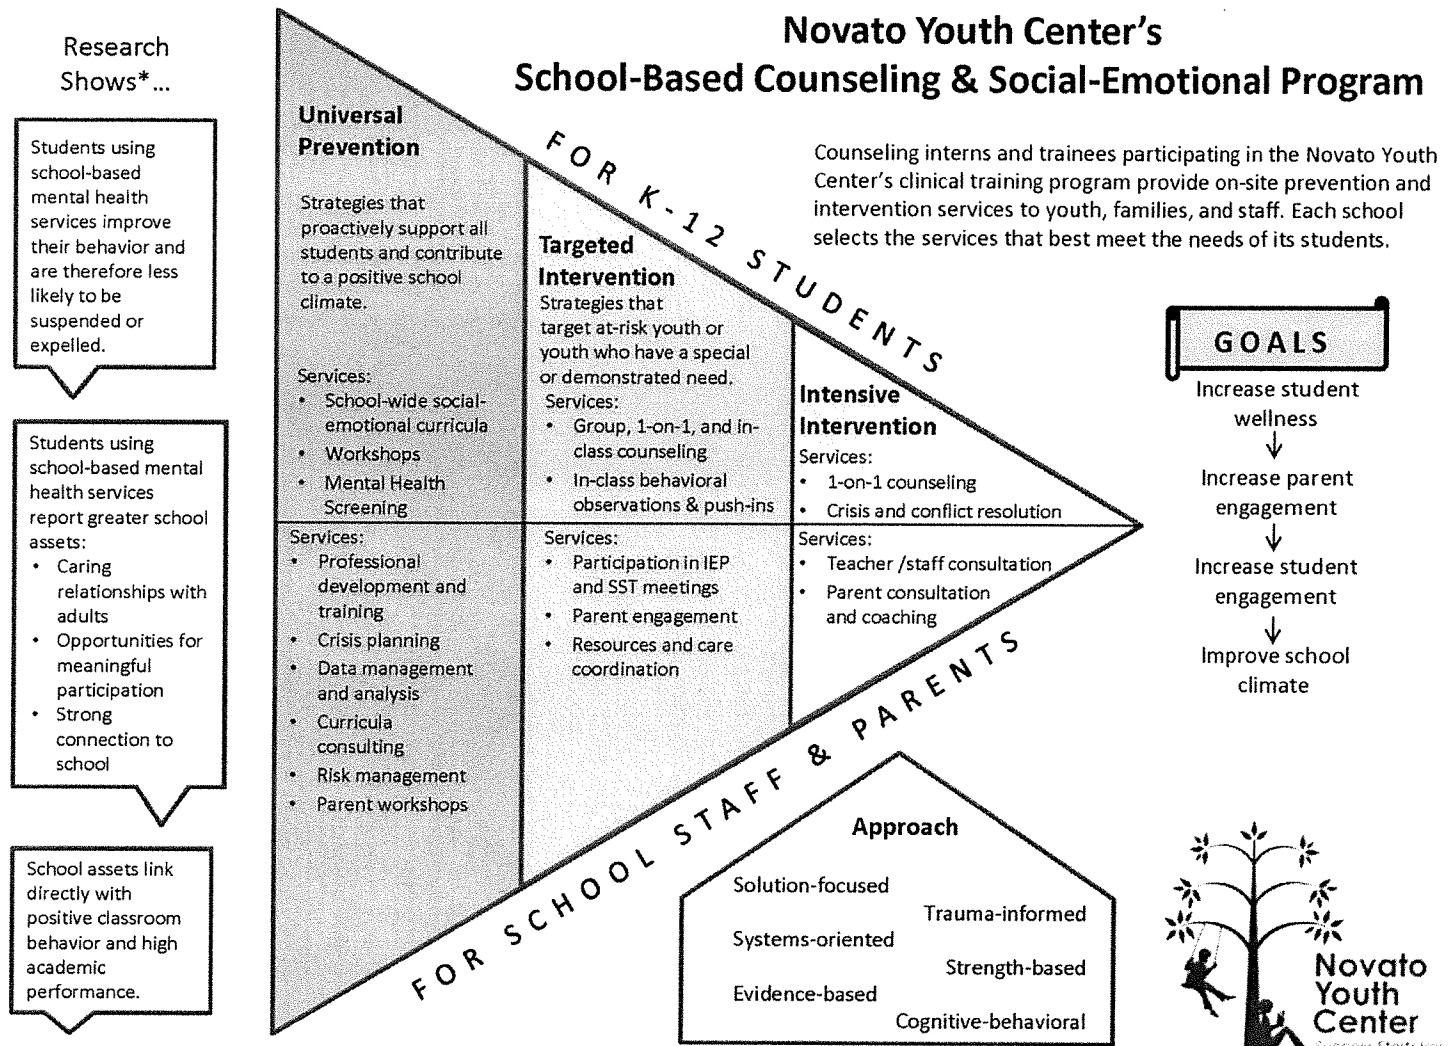 Novato Youth Center's
School-Based Counseling & Social-Emotional Program
Counseling interns and trainees participating in the Novato Youth
Center's clinical training program provide on-site prevention and
intervention services to youth, families, and staff. Each school
selects the services that best meet the needs of its students.
Research
Shows*...
Students using
school-based
mental health
services improve
their behavior and
are therefore less
likely to be
suspended or
expelled.
Students using
school-based mental
health services
report greater school
assets:
• Caring
relationships with
adults
• Opportunities for
meaningful
participation
• Strong
connection to
school
School assets link
directly with
positive classroom
behavior and high
academic
performance.
FOR K-12 STUDENTS
Universal
Prevention
Strategies that
proactively support all
students and contribute
to a positive school
climate.
Services:
• School-wide social-
emotional curricula
• Workshops
• Mental Health
Screening
Services:
• Professional
development and
training
• Crisis planning
• Data management
and analysis
• Curricula
consulting
• Risk management
• Parent workshops
Targeted
Intervention
Strategies that
target at-risk youth or
youth who have a special
or demonstrated need.
Services:
• Group, 1-on-1, and in-
class counseling
• In-class behavioral
observations & push-ins
Services:
• Participation in IEP
and SST meetings
• Parent engagement
• Resources and care
coordination
Intensive
Intervention
Services:
• 1-on-1 counseling
• Crisis and conflict resolution
Services:
• Teacher /staff consultation
• Parent consultation
and coaching
FOR SCHOOL STAFF & PARENTS
GOALS
Increase student
wellness
Increase parent
engagement
Increase student
engagement
Improve school
climate
Approach
Solution-focused
Trauma-informed
Systems-oriented
Strength-based
Evidence-based
Cognitive-behavioral
Novato
Youth
Center